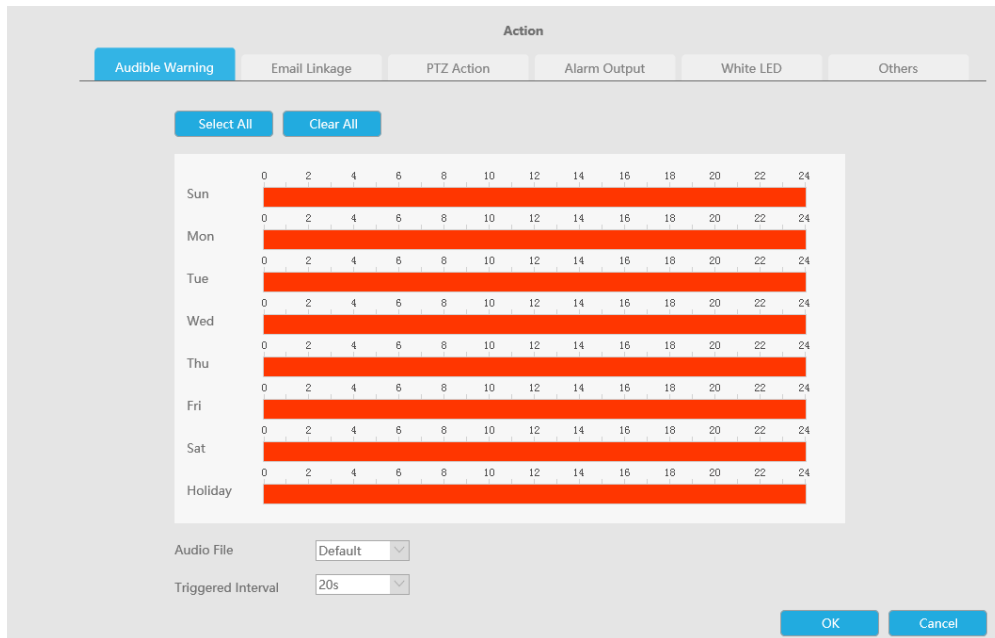 Action
Audible Warning Email Linkage PTZ Action Alarm Output White LED Others
Select All Clear All
0 2 4 6 8 10 12 14 16 18 20 22 24
Sun
0 2 4 6 8 10 12 14 16 18 20 22 24
Mon
0 2 4 6 8 10 12 14 16 18 20 22 24
Tue
0 2 4 6 8 10 12 14 16 18 20 22 24
Wed
0 2 4 6 8 10 12 14 16 18 20 22 24
Thu
0 2 4 6 8 10 12 14 16 18 20 22 24
Fri
0 2 4 6 8 10 12 14 16 18 20 22 24
Sat
0 2 4 6 8 10 12 14 16 18 20 22 24
Holiday
Audio File Default
Triggered Interval 20s
OK Cancel